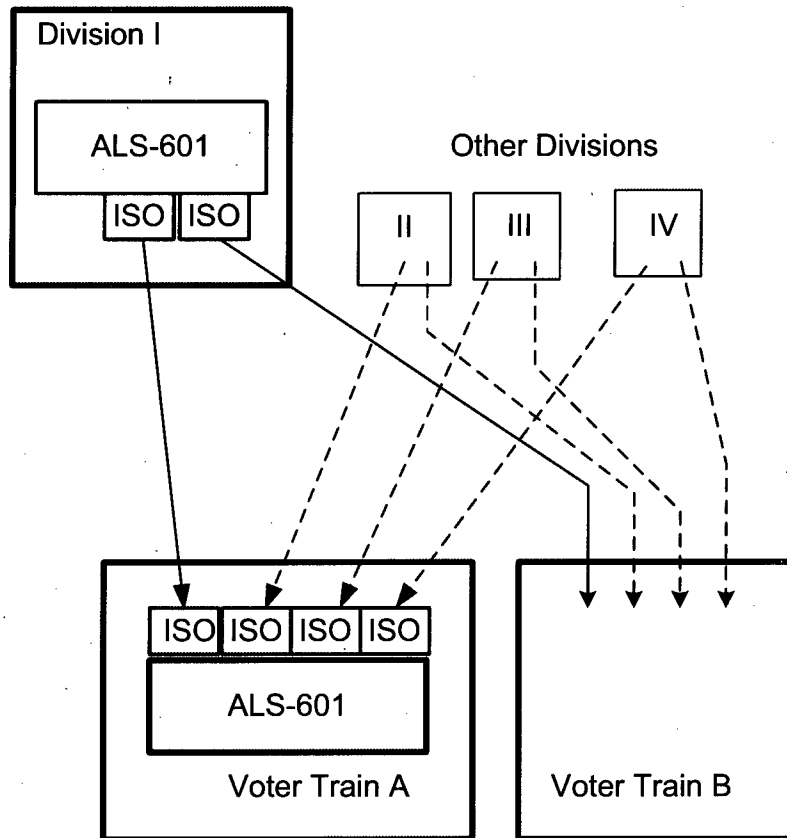 Division I
ALS-601
ISO ISO
Other Divisions
II III IV
ISO ISO ISO ISO
ALS-601
Voter Train A
Voter Train B